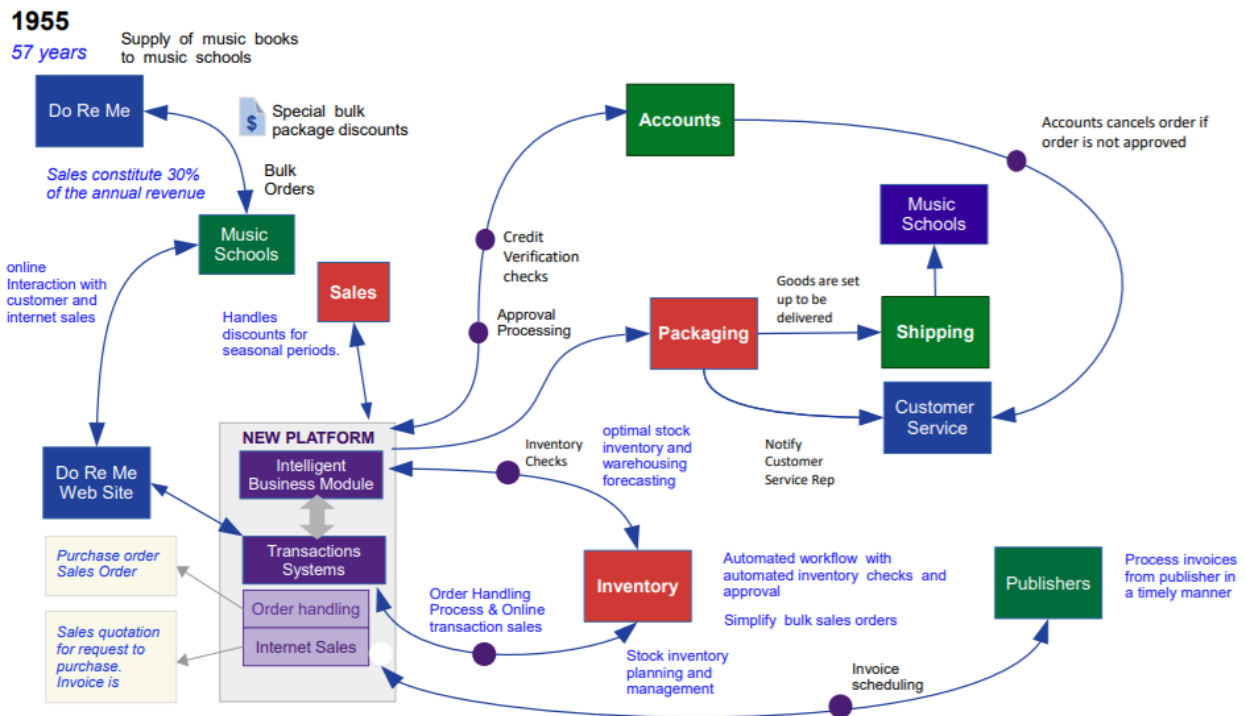 1955
57 years
Supply of music books
to music schools
Do Re Me
$
Special bulk
package discounts
Sales constitute 30%
of the annual revenue
Bulk
Orders
Music
Schools
online
Interaction with
customer and
internet sales
Sales
Handles
discounts for
seasonal periods.
Accounts
Accounts cancels order if
order is not approved
Credit
Verification
checks
Approval
Processing
Music
Schools
Goods are set
up to be
delivered
Packaging
Shipping
Customer
Service
Notify
Customer
Service Rep
NEW PLATFORM
Intelligent
Business Module
Transactions
Systems
Order handling
Internet Sales
Do Re Me
Web Site
Purchase order
Sales Order
Sales quotation
for request to
purchase.
Invoice is
Inventory
Checks
optimal stock
inventory and
warehousing
forecasting
Inventory
Order Handling
Process & Online
transaction sales
Stock inventory
planning and
management
Automated workflow with
automated inventory checks and
approval
Simplify bulk sales orders
Publishers
Process invoices
from publisher in
a timely manner
Invoice
scheduling